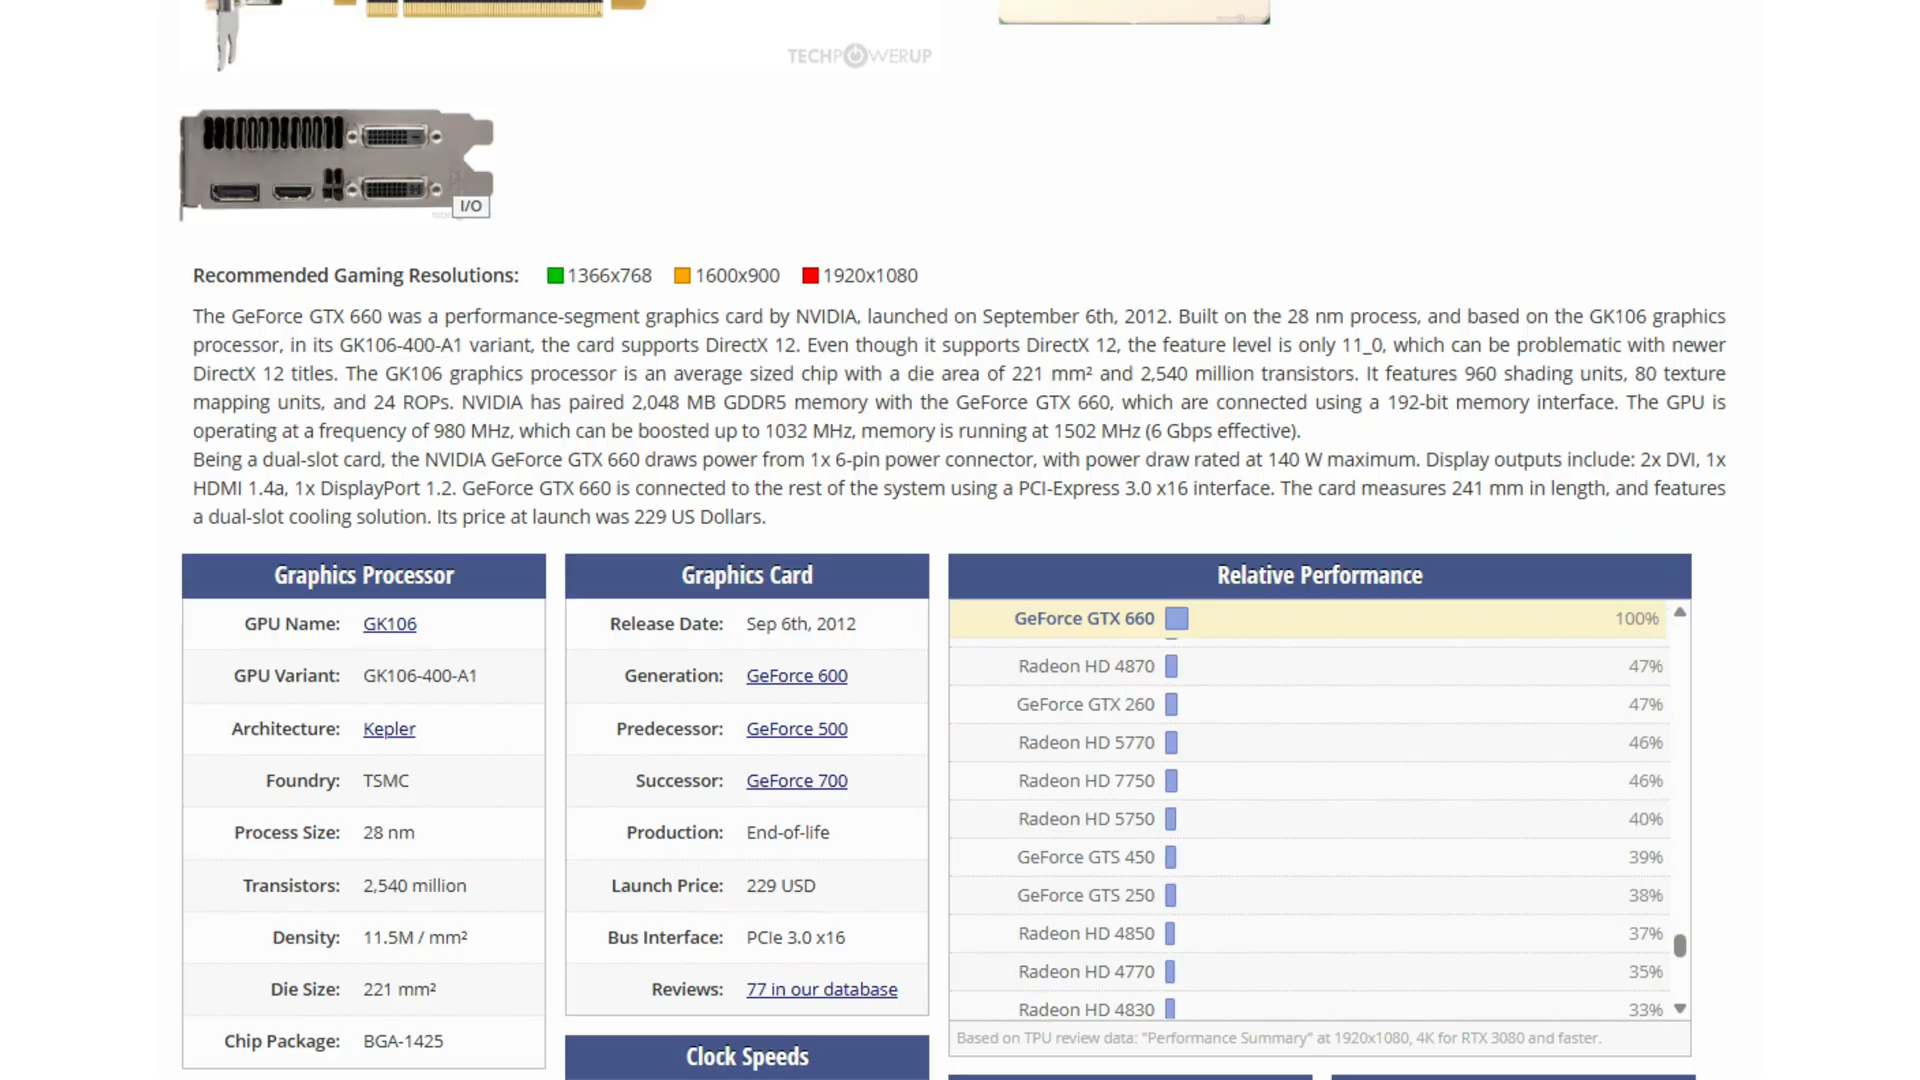 TECHPOWERUP
I/O
Recommended Gaming Resolutions: 1366x768 1600x900 1920x1080
The GeForce GTX 660 was a performance-segment graphics card by NVIDIA, launched on September 6th, 2012. Built on the 28 nm process, and based on the GK106 graphics
processor, in its GK106-400-A1 variant, the card supports DirectX 12. Even though it supports DirectX 12, the feature level is only 11_0, which can be problematic with newer
DirectX 12 titles. The GK106 graphics processor is an average sized chip with a die area of 221 mm² and 2,540 million transistors. It features 960 shading units, 80 texture
mapping units, and 24 ROPs. NVIDIA has paired 2,048 MB GDDR5 memory with the GeForce GTX 660, which are connected using a 192-bit memory interface. The GPU is
operating at a frequency of 980 MHz, which can be boosted up to 1032 MHz, memory is running at 1502 MHz (6 Gbps effective).
Being a dual-slot card, the NVIDIA GeForce GTX 660 draws power from 1x 6-pin power connector, with power draw rated at 140 W maximum. Display outputs include: 2x DVI, 1x
HDMI 1.4a, 1x DisplayPort 1.2. GeForce GTX 660 is connected to the rest of the system using a PCI-Express 3.0 x16 interface. The card measures 241 mm in length, and features
a dual-slot cooling solution. Its price at launch was 229 US Dollars.
Graphics Processor
GPU Name: GK106
GPU Variant: GK106-400-A1
Architecture: Kepler
Foundry: TSMC
Process Size: 28 nm
Transistors: 2,540 million
Density: 11.5M / mm²
Die Size: 221 mm²
Chip Package: BGA-1425
Graphics Card
Release Date: Sep 6th, 2012
Generation: GeForce 600
Predecessor: GeForce 500
Successor: GeForce 700
Production: End-of-life
Launch Price: 229 USD
Bus Interface: PCIe 3.0 x16
Reviews: 77 in our database
Clock Speeds
Relative Performance
GeForce GTX 660 100%
Radeon HD 4870 47%
GeForce GTX 260 47%
Radeon HD 5770 46%
Radeon HD 7750 46%
Radeon HD 5750 40%
GeForce GTS 450 39%
GeForce GTS 250 38%
Radeon HD 4850 37%
Radeon HD 4770 35%
Radeon HD 4830 33%
Based on TPU review data: "Performance Summary" at 1920x1080, 4K for RTX 3080 and faster.